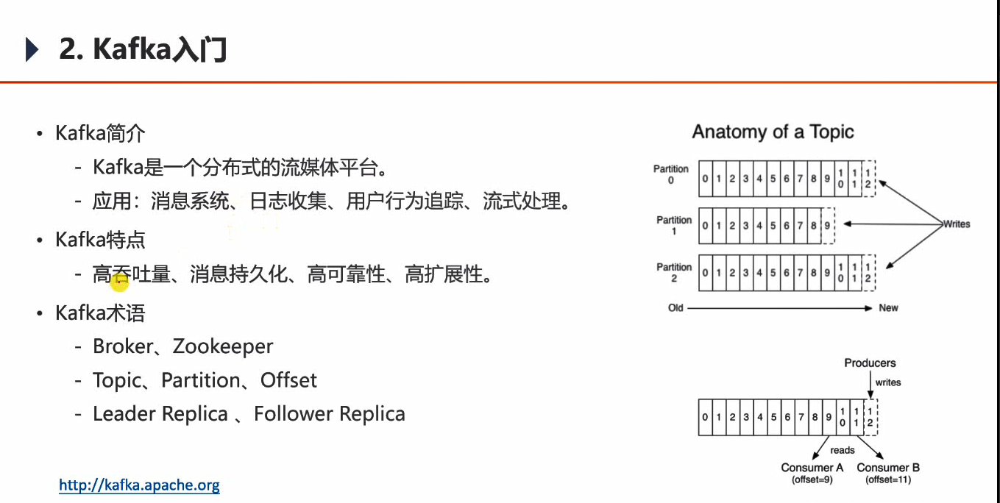 2. Kafka入门
• Kafka简介
- Kafka是一个分布式的流媒体平台。
- 应用：消息系统、日志收集、用户行为追踪、流式处理。
• Kafka特点
- 高吞吐量、消息持久化、高可靠性、高扩展性。
• Kafka术语
- Broker、Zookeeper
- Topic、Partition、Offset
- Leader Replica 、Follower Replica
http://kafka.apache.org
Anatomy of a Topic
Partition 0
0 1 2 3 4 5 6 7 8 9 10 11 12
Partition 1
0 1 2 3 4 5 6 7 8 9
Writes
Partition 2
0 1 2 3 4 5 6 7 8 9 10 11 12
Old
New
Producers
writes
0 1 2 3 4 5 6 7 8 9 10 11 12
reads
Consumer A
(offset=9)
Consumer B
(offset=11)